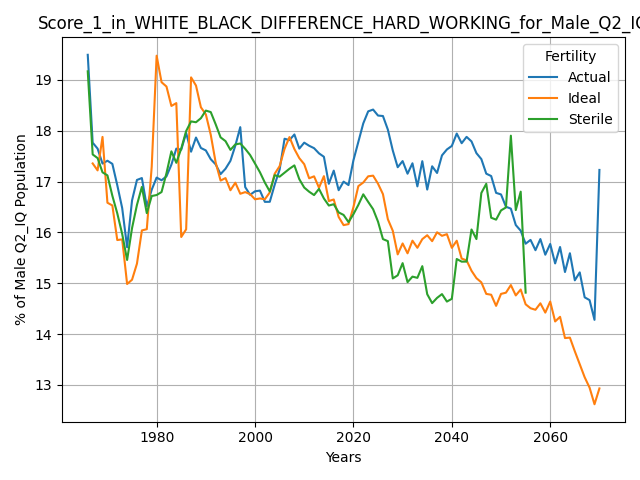 Score_1_in_WHITE_BLACK_DIFFERENCE_HARD_WORKING_for_Male_Q2_IQ
Fertility
Actual
Ideal
Sterile
19
18
17
16
15
14
13
% of Male Q2_IQ Population
1980
2000
2020
2040
2060
Years